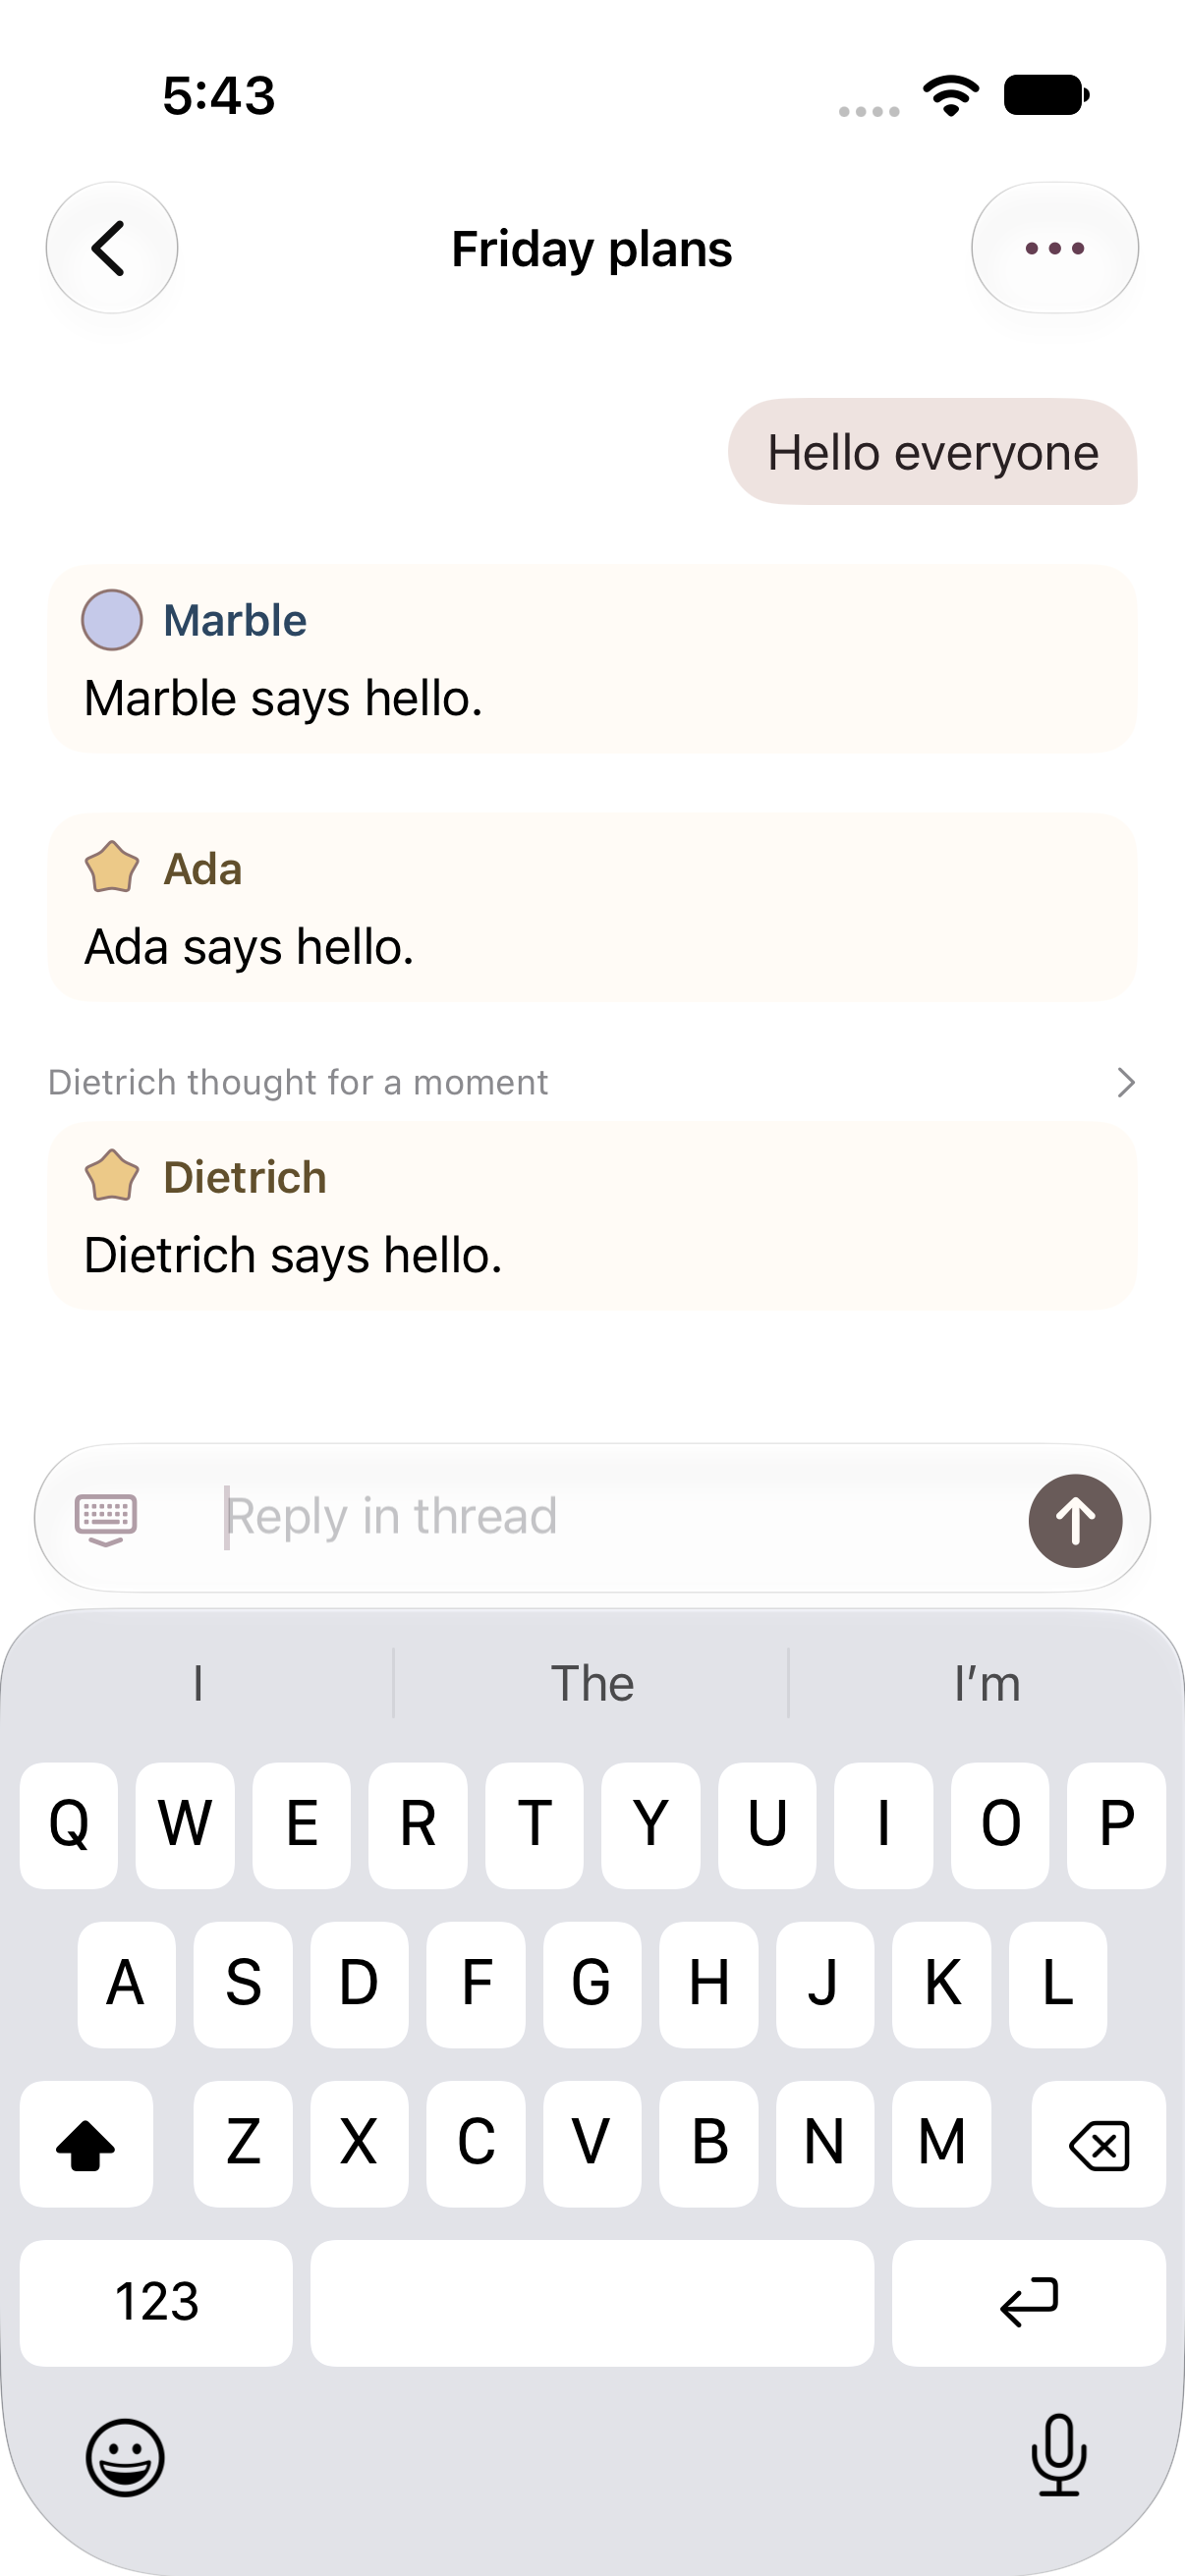 5:43
Friday plans
Hello everyone
Marble
Marble says hello.
Ada
Ada says hello.
Dietrich thought for a moment
Dietrich
Dietrich says hello.
Reply in thread
I The I’m
Q W E R T Y U I O P
A S D F G H J K L
Z X C V B N M
123